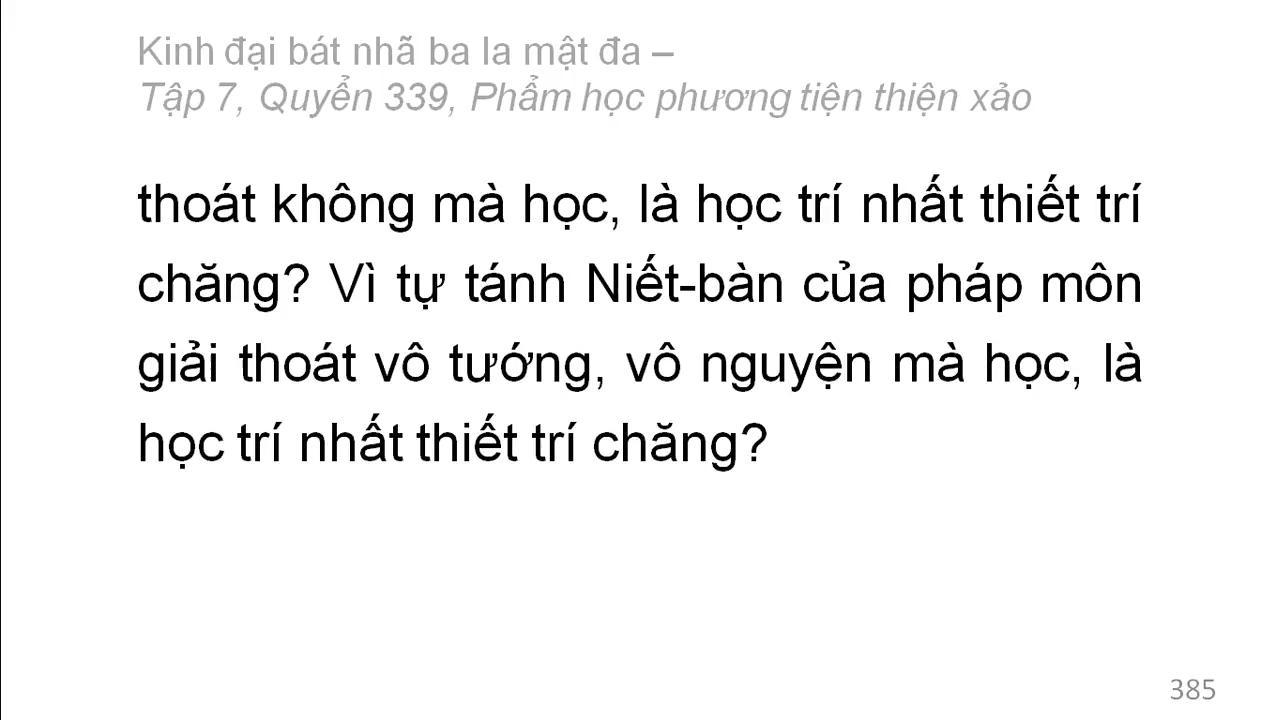 Kinh đại bát nhã ba la mật đa –
Tập 7, Quyển 339, Phẩm học phương tiện thiện xảo
thoát không mà học, là học trí nhất thiết trí
chăng? Vì tự tánh Niết-bàn của pháp môn
giải thoát vô tướng, vô nguyện mà học, là
học trí nhất thiết trí chăng?
385